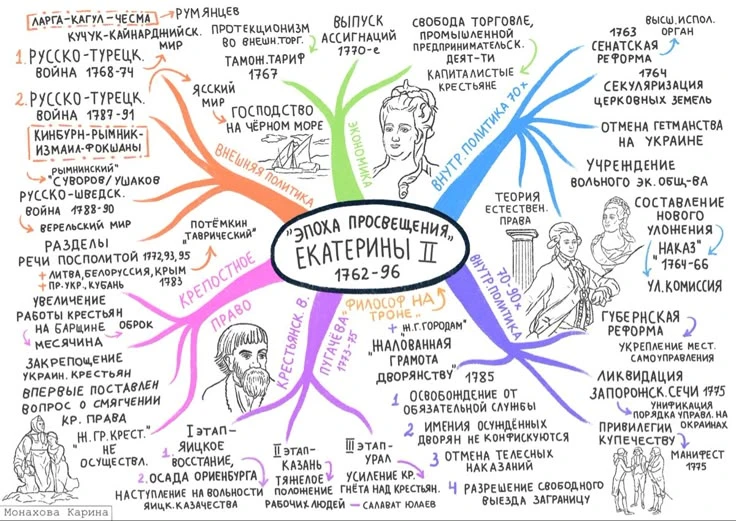 ЛАРГА-КАГУЛ-ЧЕСМА
РУМЯНЦЕВ
КУЧУК-КАЙНАРДЖИЙСК.
МИР
1. РУССКО-ТУРЕЦК.
ВОЙНА 1768-74
2. РУССКО-ТУРЕЦК.
ВОЙНА 1787-91
ЯССКИЙ
МИР
ГОСПОДСТВО
НА ЧЁРНОМ МОРЕ
КИНБУРН-РЫМНИК-
ИЗМАИЛ-ФОКШАНЫ
"РЫМНИНСКИЙ"
СУВОРОВ/УШАКОВ
РУССКО-ШВЕДСК.
ВОЙНА 1788-90
ВЕРЕЛЬСКИЙ МИР
РАЗДЕЛЫ
РЕЧИ ПОСПОЛИТОЙ 1772,93,95
+ ЛИТВА, БЕЛОРУССИЯ, КРЫМ
+ ПР.УКР., КУБАНЬ 1783
ПОТЁМКИН
"ТАВРИЧЕСКИЙ"
ВНЕШНЯЯ ПОЛИТИКА
ПРОТЕКЦИОНИЗМ
ВО ВНЕШН.ТОРГ.
ТАМОЖ.ТАРИФ
1767
ВЫПУСК
АССИГНАЦИЙ
1770-е
СВОБОДА ТОРГОВЛЕ,
ПРОМЫШЛЕННОЙ
ПРЕДПРИНИМАТЕЛЬСК.
ДЕЯТ-ТИ
КАПИТАЛИСТЫЕ
КРЕСТЬЯНЕ
ЭКОНОМИКА
ВНУТР. ПОЛИТИКА 70х
1763
СЕНАТСКАЯ
РЕФОРМА
ВЫСШ. ИСПОЛ.
ОРГАН
1764
СЕКУЛЯРИЗАЦИЯ
ЦЕРКОВНЫХ ЗЕМЕЛЬ
ОТМЕНА ГЕТМАНСТВА
НА УКРАИНЕ
УЧРЕЖДЕНИЕ
ВОЛЬНОГО ЭК. ОБЩ-ВА
СОСТАВЛЕНИЕ
НОВОГО
УЛОЖЕНИЯ
"НАКАЗ"
1764-66
УЛ.КОМИССИЯ
ТЕОРИЯ
ЕСТЕСТВЕН.
ПРАВА
"ЭПОХА ПРОСВЕЩЕНИЯ"
ЕКАТЕРИНЫ II
1762-96
"ФИЛОСОФ НА
ТРОНЕ"
70-90х
ВНУТР.ПОЛИТИКА
ГУБЕРНСКАЯ
РЕФОРМА
УКРЕПЛЕНИЕ МЕСТ.
САМОУПРАВЛЕНИЯ
ЛИКВИДАЦИЯ
ЗАПОРОНСК. СЕЧИ 1775
УНИФИКАЦИЯ
ПОРЯДКА УПРАВЛ. НА
ОКРАИНАХ
ПРИВИЛЕГИИ
КУПЕЧЕСТВУ
МАНИФЕСТ
1775
+ "Ж.Г.ГОРОДАМ"
"ЖАЛОВАННАЯ
ГРАМОТА
ДВОРЯНСТВУ" 1785
1 ОСВОБОЖДЕНИЕ ОТ
ОБЯЗАТЕЛЬНОЙ СЛУЖБЫ
2 ИМЕНИЯ ОСУЖДЁННЫХ
ДВОРЯН НЕ КОНФИСКУЮТСЯ
3 ОТМЕНА ТЕЛЕСНЫХ
НАКАЗАНИЙ
4 РАЗРЕШЕНИЕ СВОБОДНОГО
ВЫЕЗДА ЗАГРАНИЦУ
КРЕСТЬЯНСК. В.
ПУГАЧЕВА
1773-75
I ЭТАП-
1. ЯИЦКОЕ
ВОССТАНИЕ,
2. ОСАДА ОРИЕНБУРГА
НАСТУПЛЕНИЕ НА ВОЛЬНОСТИ
ЯИЦК.КАЗАЧЕСТВА
II ЭТАП-
КАЗАНЬ
ТЯЖЕЛОЕ
ПОЛОЖЕНИЕ
РАБОЧИХ ЛЮДЕЙ
III ЭТАП-
УРАЛ
УСИЛЕНИЕ КР.
ГНЁТА НАД КРЕСТЬЯН.
САЛАВАТ ЮЛАЕВ
КРЕПОСТНОЕ
ПРАВО
УВЕЛИЧЕНИЕ
РАБОТЫ КРЕСТЬЯН
НА БАРЩИНЕ ОБРОК
МЕСЯЧИНА
ЗАКРЕПОЩЕНИЕ
УКРАИН. КРЕСТЬЯН
ВПЕРВЫЕ ПОСТАВЛЕН
ВОПРОС О СМЯГЧЕНИИ
КР. ПРАВА
"Ж. ГР.КРЕСТ."
НЕ
ОСУЩЕСТВЛ.
Монахова Карина